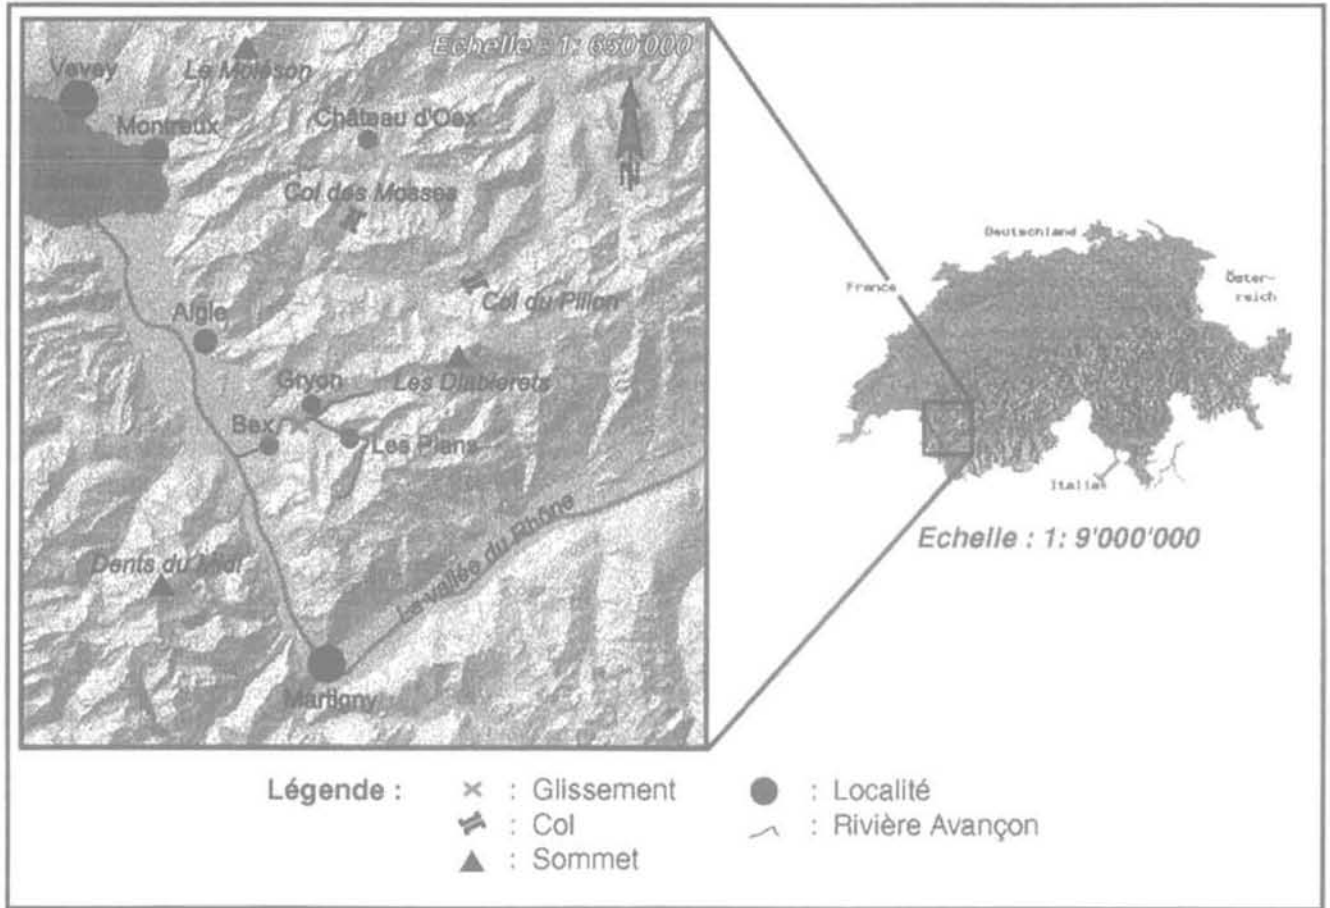 Echelle : 1: 650'000
Vevey
Le Moléson
Montreux
Château d'Oex
N
Col des Mosses
Col du Pillon
Aigle
Gryon
Les Diablerets
Bex
Les Plans
Dents du Midi
La vallée du Rhône
Martigny
Deutschland
France
Öster-
reich
Italia
Echelle : 1: 9'000'000
Légende :
: Glissement
: Localité
: Col
: Rivière Avançon
: Sommet